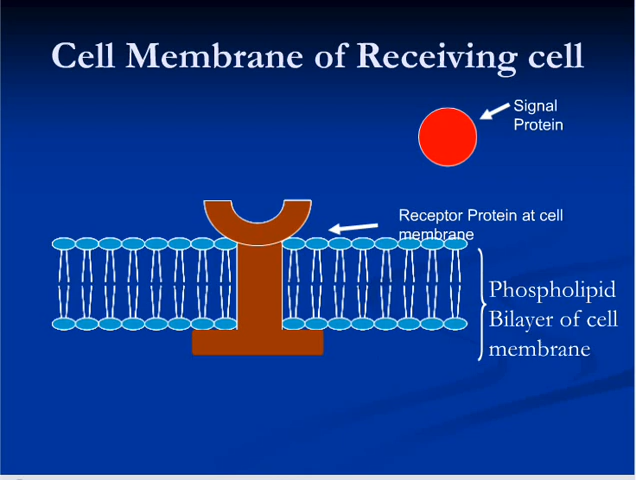 Cell Membrane of Receiving cell
Signal
Protein
Receptor Protein at cell
membrane
Phospholipid
Bilayer of cell
membrane